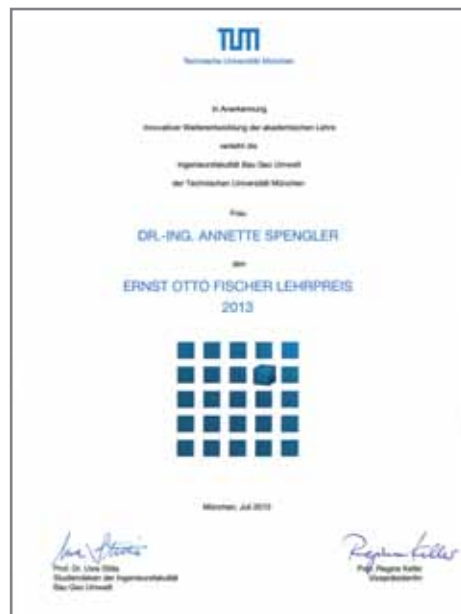 TUM
Technische Universität München
In Anerkennung
innovativer Weiterentwicklung der akademischen Lehre
verleiht die
Ingenieurfakultät Bau Geo Umwelt
der Technischen Universität München
Frau
DR.-ING. ANNETTE SPENGLER
den
ERNST OTTO FISCHER LEHRPREIS
2013
München, Juli 2013
Prof. Dr. Uwe Stilla
Studiendekan der Ingenieurfakultät
Bau Geo Umwelt
Prof. Regine Keller
Vizepräsidentin